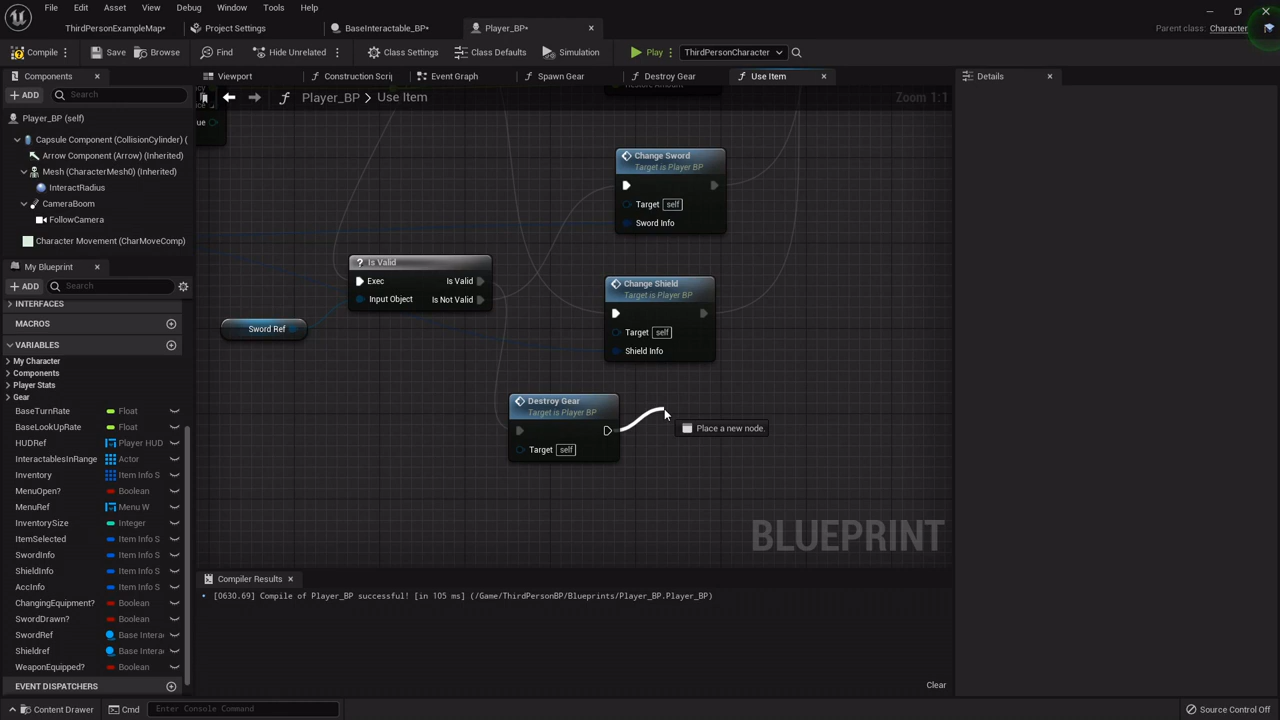 File Edit Asset View Debug Window Tools Help
ThirdPersonExampleMap* Project Settings BaseInteractable_BP* Player_BP* Parent class: Character
Compile Save Browse Find Hide Unrelated Class Settings Class Defaults Simulation Play ThirdPersonCharacter
Components Viewport Construction Scrip Event Graph Spawn Gear Destroy Gear Use Item Details
ADD Search Player_BP > Use Item Zoom 1:1
Player_BP (self)
Capsule Component (CollisionCylinder) (
Arrow Component (Arrow) (Inherited)
Mesh (CharacterMesh0) (Inherited)
InteractRadius
CameraBoom
FollowCamera
Character Movement (CharMoveComp)
ue
Change Sword
Target is Player BP
Target self
Sword Info
Is Valid
Exec Is Valid
Input Object Is Not Valid
Sword Ref
Change Shield
Target is Player BP
Target self
Shield Info
Destroy Gear
Target is Player BP
Target self
Place a new node.
BLUEPRINT
My Blueprint
ADD Search
INTERFACES
MACROS
VARIABLES
My Character
Components
Player Stats
Gear
BaseTurnRate Float
BaseLookUpRate Float
HUDRef Player HUD
InteractablesInRange Actor
Inventory Item Info S
MenuOpen? Boolean
MenuRef Menu W
InventorySize Integer
ItemSelected Item Info S
SwordInfo Item Info S
ShieldInfo Item Info S
AccInfo Item Info S
ChangingEquipment? Boolean
SwordDrawn? Boolean
SwordRef Base Interac
Shieldref Base Interac
WeaponEquipped? Boolean
EVENT DISPATCHERS
Compiler Results
[0630.69] Compile of Player_BP successful! [in 105 ms] (/Game/ThirdPersonBP/Blueprints/Player_BP.Player_BP)
Clear
Content Drawer Cmd Enter Console Command Source Control Off